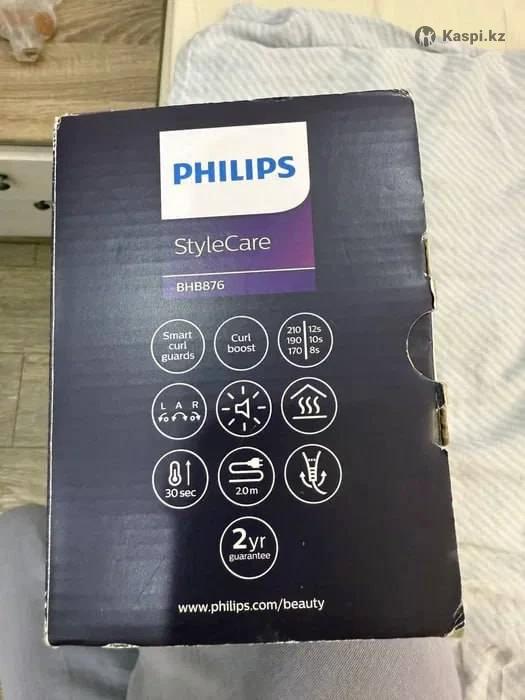 Kaspi.kz
PHILIPS
StyleCare
BHB876
Smart
curl
guards
Curl
boost
210 12s
190 10s
170 8s
L A R
30 sec
2.0 m
2yr
guarantee
www.philips.com/beauty